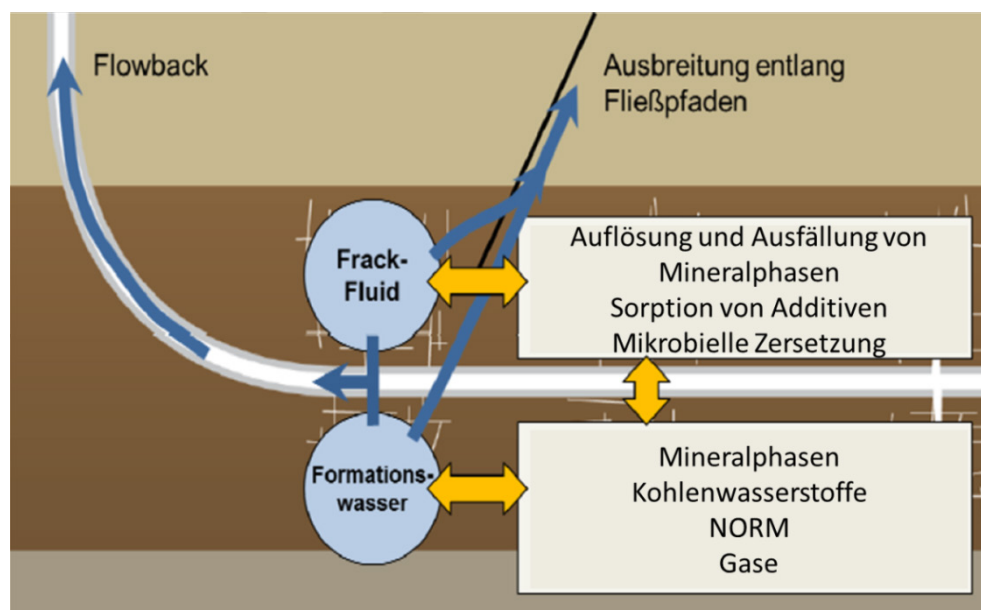 Flowback
Ausbreitung entlang
Fließpfaden
Frack-
Fluid
Auflösung und Ausfällung von
Mineralphasen
Sorption von Additiven
Mikrobielle Zersetzung
Formations-
wasser
Mineralphasen
Kohlenwasserstoffe
NORM
Gase